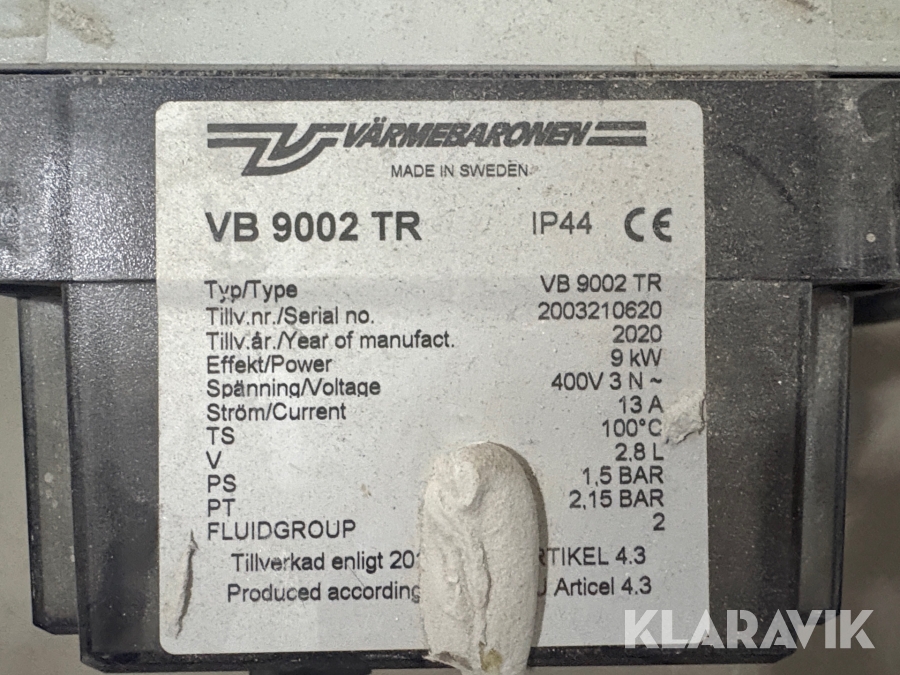 VÄRMEBARONEN
MADE IN SWEDEN
VB 9002 TR IP44 CE
Typ/Type VB 9002 TR
Tillv.nr./Serial no. 2003210620
Tillv.år./Year of manufact. 2020
Effekt/Power 9 kW
Spänning/Voltage 400V 3 N ~
Ström/Current 13 A
TS 100°C
V 2,8 L
PS 1,5 BAR
PT 2,15 BAR
FLUIDGROUP 2
Tillverkad enligt 4.3
Produced Articel 4.3
KLARAVIK